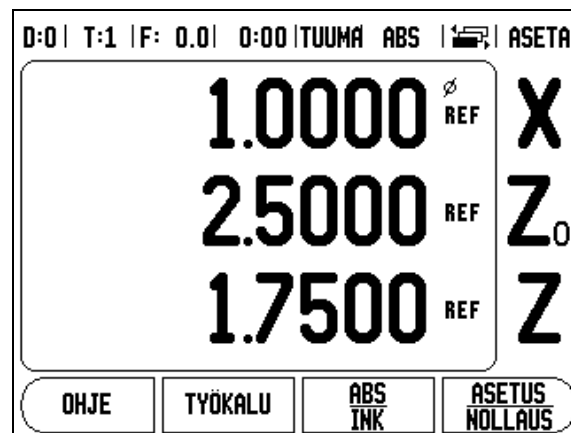 D:0 | T:1 | F: 0.0 | 0:00 | TUUMA ABS | | ASETA
1.0000 Ø REF X
2.5000 REF Z0
1.7500 REF Z
OHJE TYÖKALU ABS INK ASETUS NOLLAUS